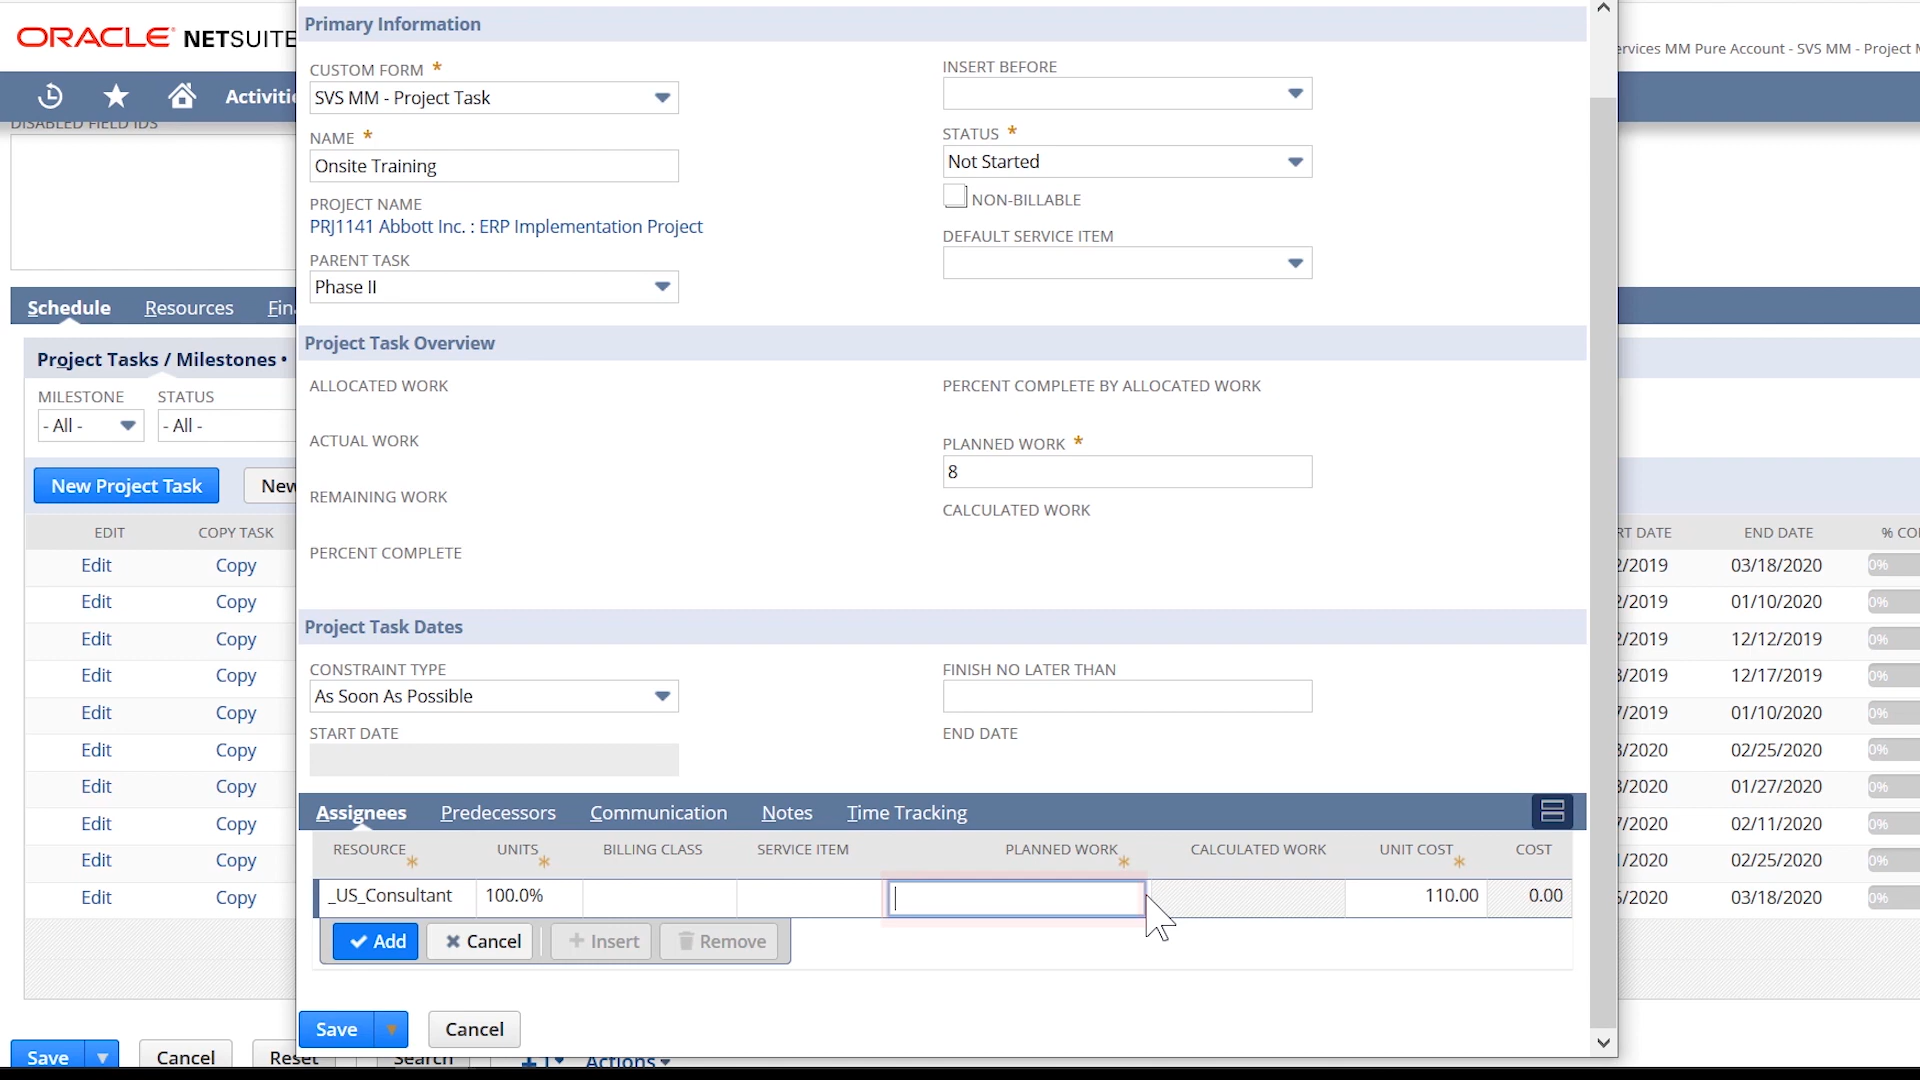 ORACLE NETSUITE
Activitie
DISABLED FIELD IDS
Schedule
Resources
Fin
Project Tasks / Milestones •
MILESTONE
STATUS
- All -
- All -
New Project Task
New
EDIT
COPY TASK
Edit
Copy
Edit
Copy
Edit
Copy
Edit
Copy
Edit
Copy
Edit
Copy
Edit
Copy
Edit
Copy
Edit
Copy
Edit
Copy
Save
Cancel
Reset
Search
Actions
Primary Information
CUSTOM FORM *
SVS MM - Project Task
NAME *
Onsite Training
PROJECT NAME
PRJ1141 Abbott Inc. : ERP Implementation Project
PARENT TASK
Phase II
INSERT BEFORE
STATUS *
Not Started
NON-BILLABLE
DEFAULT SERVICE ITEM
Project Task Overview
ALLOCATED WORK
ACTUAL WORK
REMAINING WORK
PERCENT COMPLETE
PERCENT COMPLETE BY ALLOCATED WORK
PLANNED WORK *
8
CALCULATED WORK
Project Task Dates
CONSTRAINT TYPE
As Soon As Possible
START DATE
FINISH NO LATER THAN
END DATE
Assignees
Predecessors
Communication
Notes
Time Tracking
RESOURCE * UNITS * BILLING CLASS SERVICE ITEM PLANNED WORK * CALCULATED WORK UNIT COST * COST
_US_Consultant 100.0% 110.00 0.00
Add
Cancel
Insert
Remove
Save
Cancel
ervices MM Pure Account - SVS MM - Project M
RT DATE END DATE % CO
2/2019 03/18/2020 0%
2/2019 01/10/2020 0%
2/2019 12/12/2019 0%
3/2019 12/17/2019 0%
7/2019 01/10/2020 0%
3/2020 02/25/2020 0%
3/2020 01/27/2020 0%
7/2020 02/11/2020 0%
1/2020 02/25/2020 0%
5/2020 03/18/2020 0%